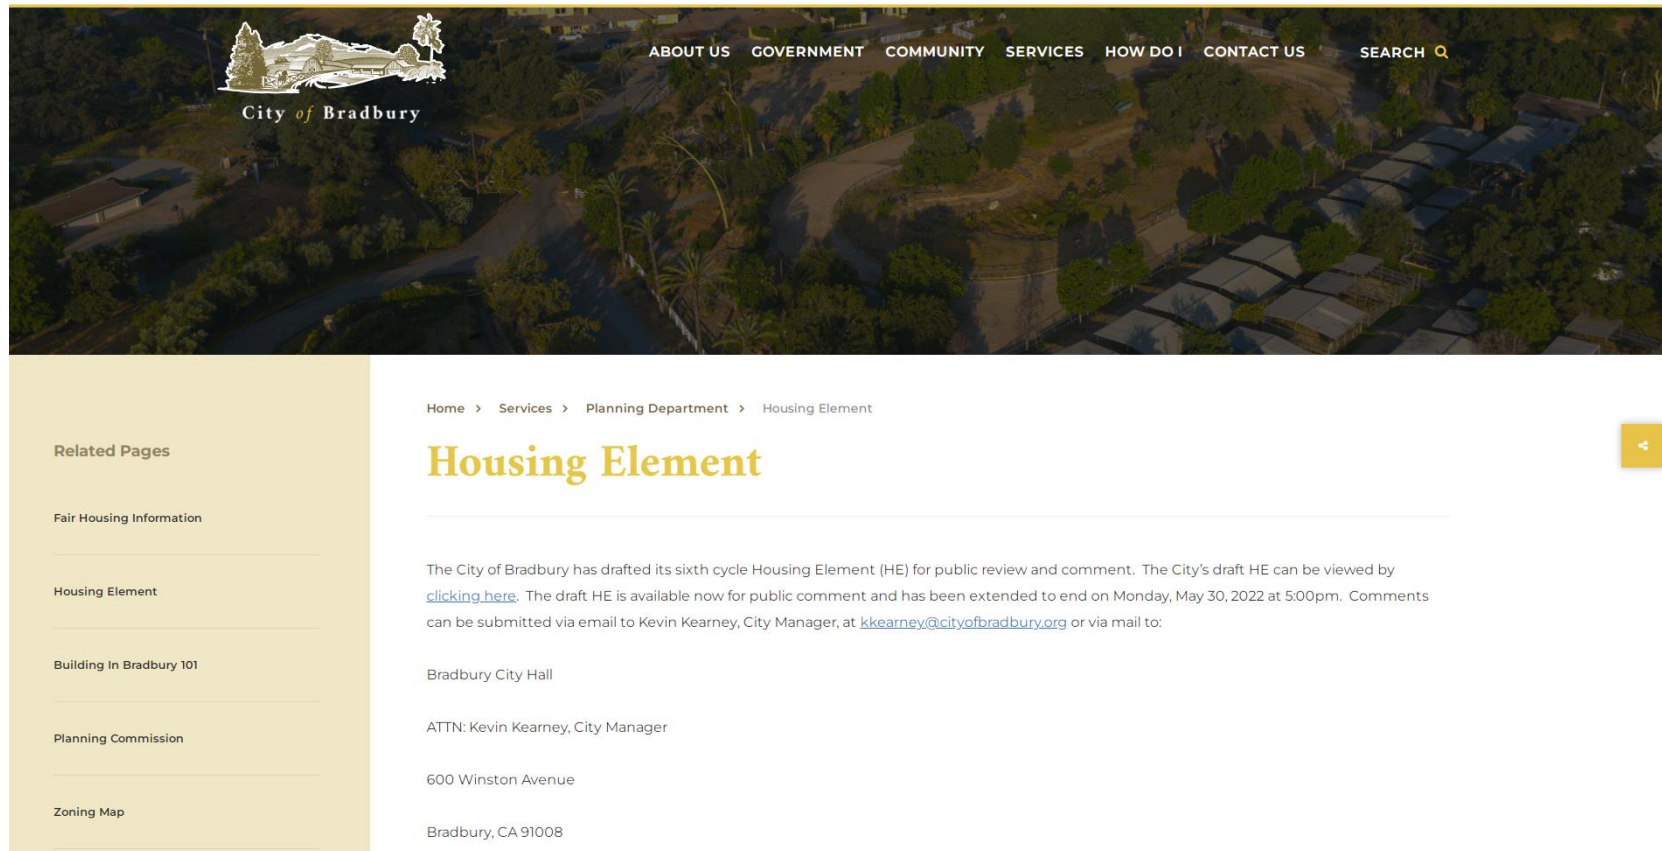 City of Bradbury
ABOUT US GOVERNMENT COMMUNITY SERVICES HOW DO I CONTACT US SEARCH
Related Pages
Fair Housing Information
Housing Element
Building In Bradbury 101
Planning Commission
Zoning Map
Home > Services > Planning Department > Housing Element
Housing Element
The City of Bradbury has drafted its sixth cycle Housing Element (HE) for public review and comment. The City's draft HE can be viewed by
clicking here. The draft HE is available now for public comment and has been extended to end on Monday, May 30, 2022 at 5:00pm. Comments
can be submitted via email to Kevin Kearney, City Manager, at kkearney@cityofbradbury.org or via mail to:
Bradbury City Hall
ATTN: Kevin Kearney, City Manager
600 Winston Avenue
Bradbury, CA 91008